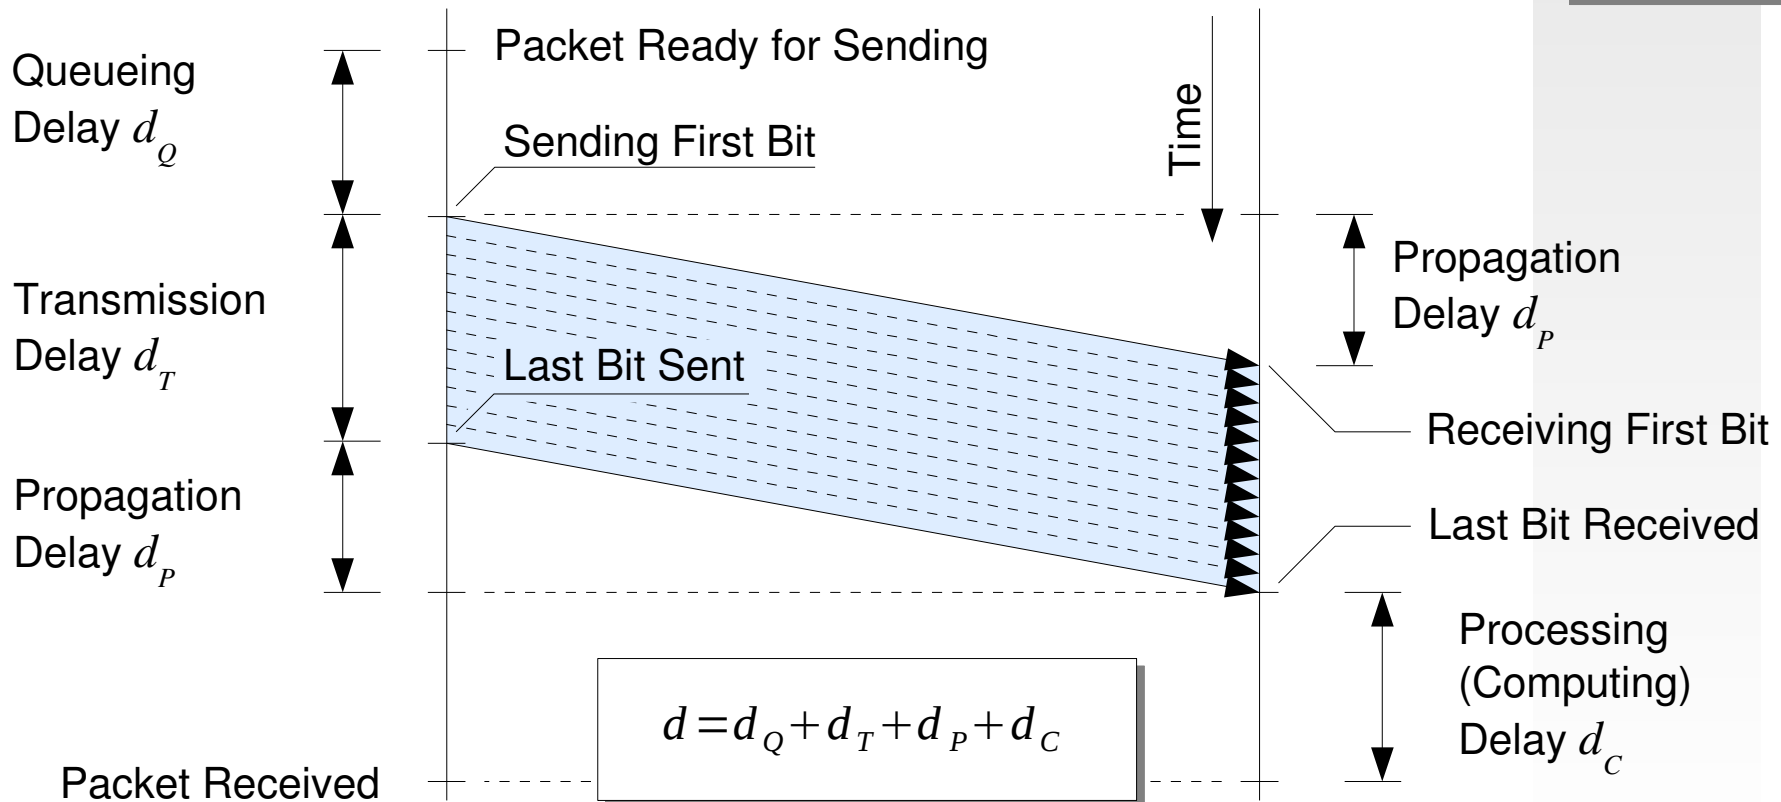 Packet Ready for Sending
Queueing
Delay d_Q
Sending First Bit
Time
Propagation
Delay d_P
Transmission
Delay d_T
Last Bit Sent
Receiving First Bit
Propagation
Delay d_P
Last Bit Received
Processing
(Computing)
Delay d_C
d=d_Q+d_T+d_P+d_C
Packet Received